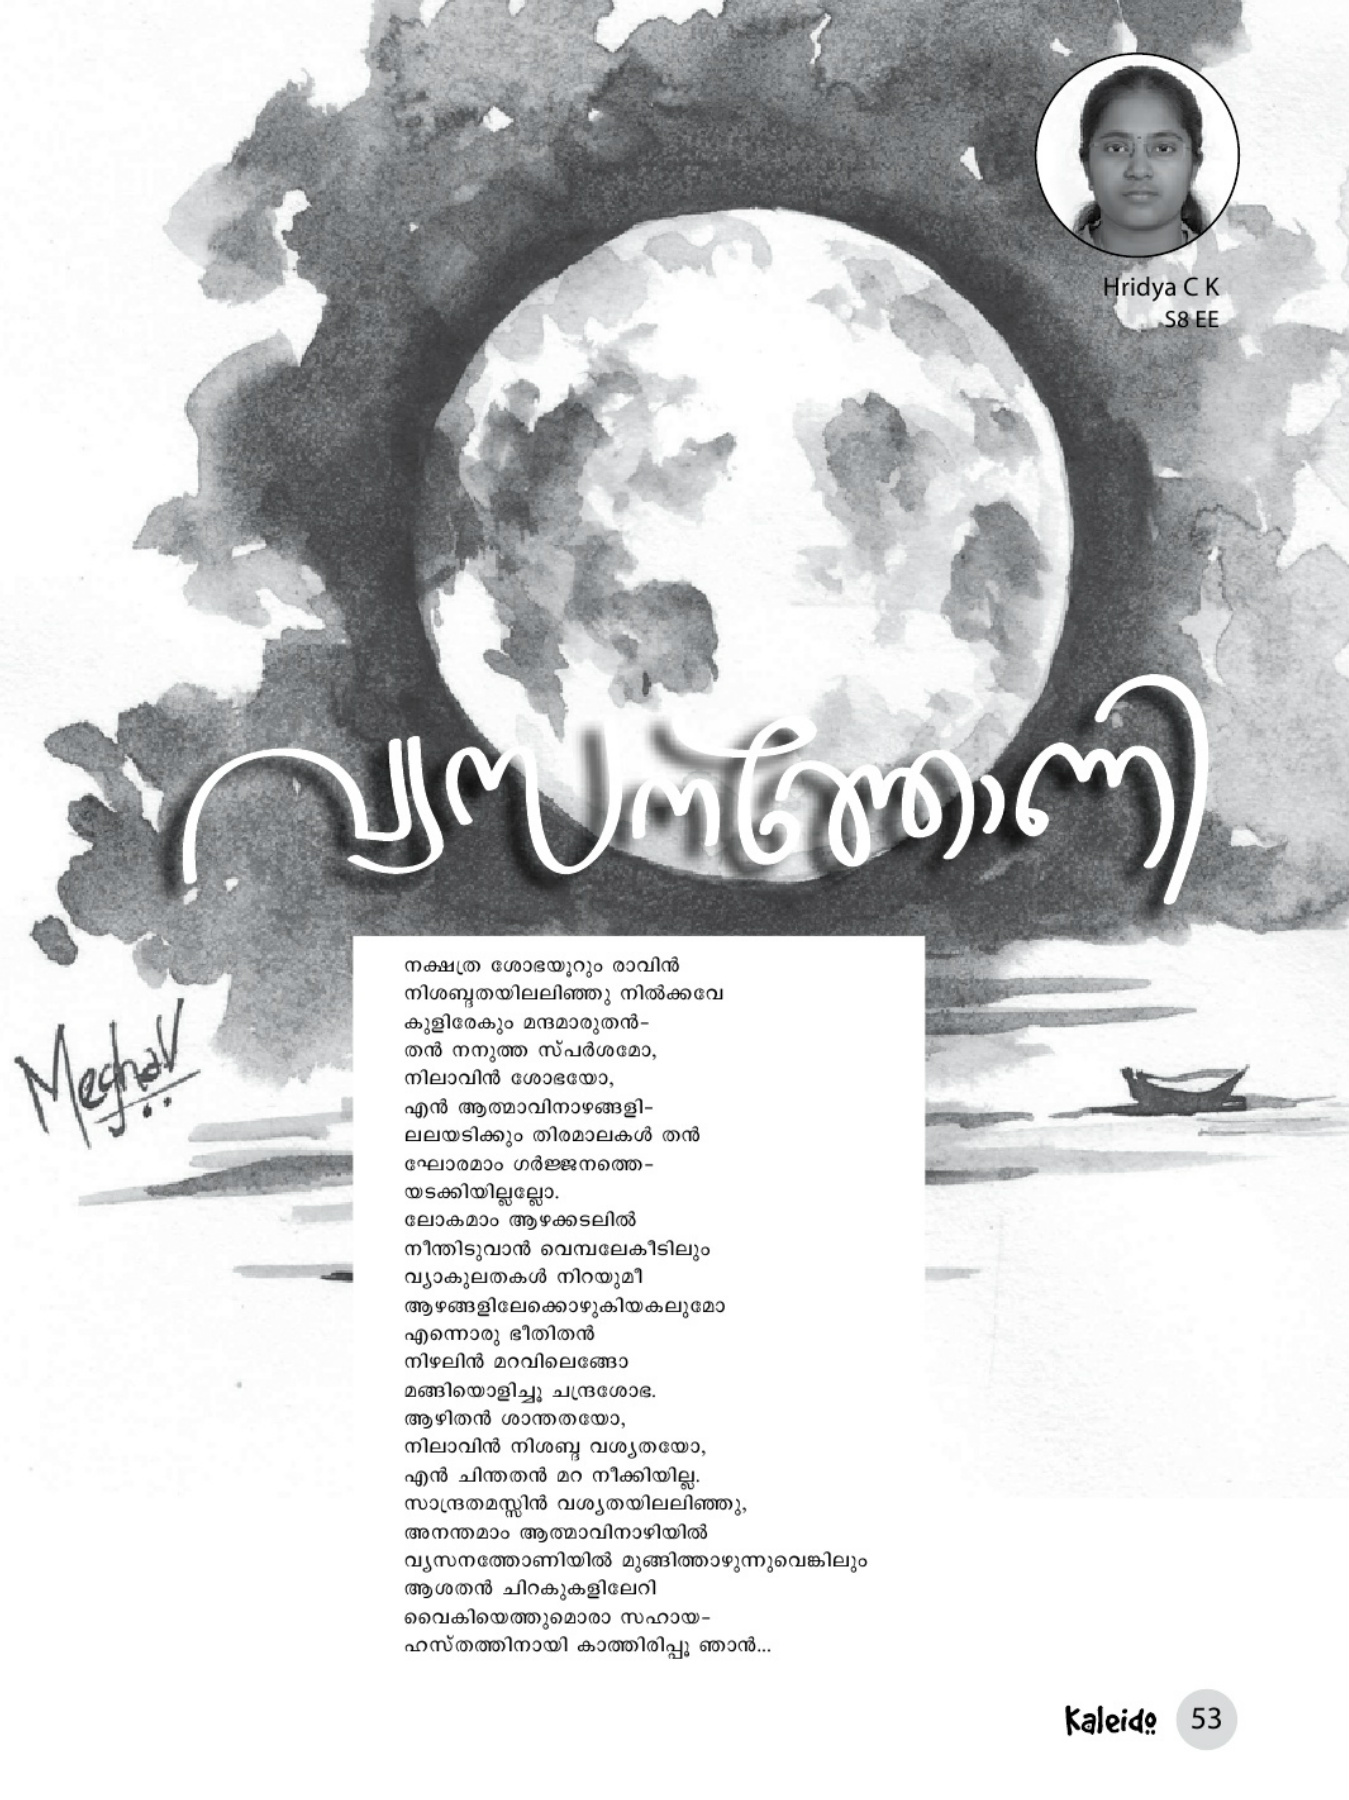 Hridya C K
S8 EE
വ്യസനത്തോണി
നക്ഷത്ര ശോഭയൂറും രാവിൻ
നിശബ്ദതയിലലിഞ്ഞു നിൽക്കവേ
കുളിരേകും മന്ദമാരുതൻ-
തൻ നനുത്ത സ്പർശമോ,
നിലാവിൻ ശോഭയോ,
എൻ ആത്മാവിനാഴങ്ങളി-
ലലയടിക്കും തിരമാലകൾ തൻ
ഘോരമാം ഗർജ്ജനത്തെ-
യടക്കിയില്ലല്ലോ.
ലോകമാം ആഴക്കടലിൽ
നീന്തിടുവാൻ വെമ്പലേകീടിലും
വ്യാകുലതകൾ നിറയുമീ
ആഴങ്ങളിലേക്കൊഴുകിയകലുമോ
എന്നൊരു ഭീതിതൻ
നിഴലിൻ മറവിലെങ്ങോ
മങ്ങിയൊളിച്ചൂ ചന്ദ്രശോഭ.
ആഴിതൻ ശാന്തതയോ,
നിലാവിൻ നിശബ്ദ വശ്യതയോ,
എൻ ചിന്തതൻ മറ നീക്കിയില്ല.
സാന്ദ്രതമസ്സിൻ വശ്യതയിലലിഞ്ഞു,
അനന്തമാം ആത്മാവിനാഴിയിൽ
വ്യസനത്തോണിയിൽ മുങ്ങിത്താഴുന്നുവെങ്കിലും
ആശതൻ ചിറകുകളിലേറി
വൈകിയെത്തുമൊരാ സഹായ-
ഹസ്തത്തിനായി കാത്തിരിപ്പൂ ഞാൻ...
Meghav
Kaleido 53